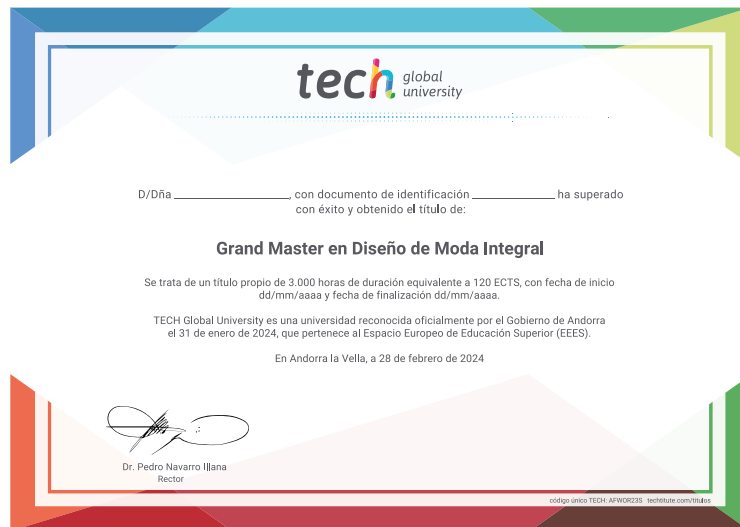 tech global university
D/Dña ____________________, con documento de identificación ______________ ha superado
con éxito y obtenido el título de:
Grand Master en Diseño de Moda Integral
Se trata de un título propio de 3.000 horas de duración equivalente a 120 ECTS, con fecha de inicio
dd/mm/aaaa y fecha de finalización dd/mm/aaaa.
TECH Global University es una universidad reconocida oficialmente por el Gobierno de Andorra
el 31 de enero de 2024, que pertenece al Espacio Europeo de Educación Superior (EEES).
En Andorra la Vella, a 28 de febrero de 2024
Dr. Pedro Navarro Illana
Rector
código único TECH: AFWOR23S techtitute.com/titulos